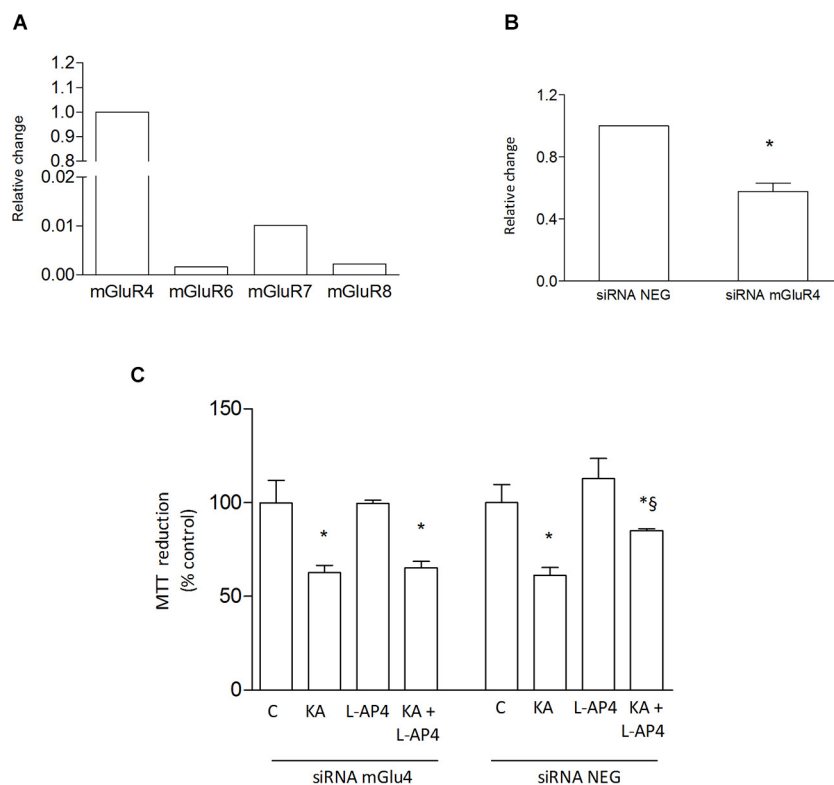 A
Relative change
1.2
1.1
1.0
0.9
0.8
0.02
0.01
0.00
mGluR4 mGluR6 mGluR7 mGluR8
B
Relative change
1.2
0.8
0.4
0.0
*
siRNA NEG siRNA mGluR4
C
MTT reduction
(% control)
150
100
50
0
* * * *§
C KA L-AP4 KA + C KA L-AP4 KA +
L-AP4 L-AP4
siRNA mGlu4 siRNA NEG